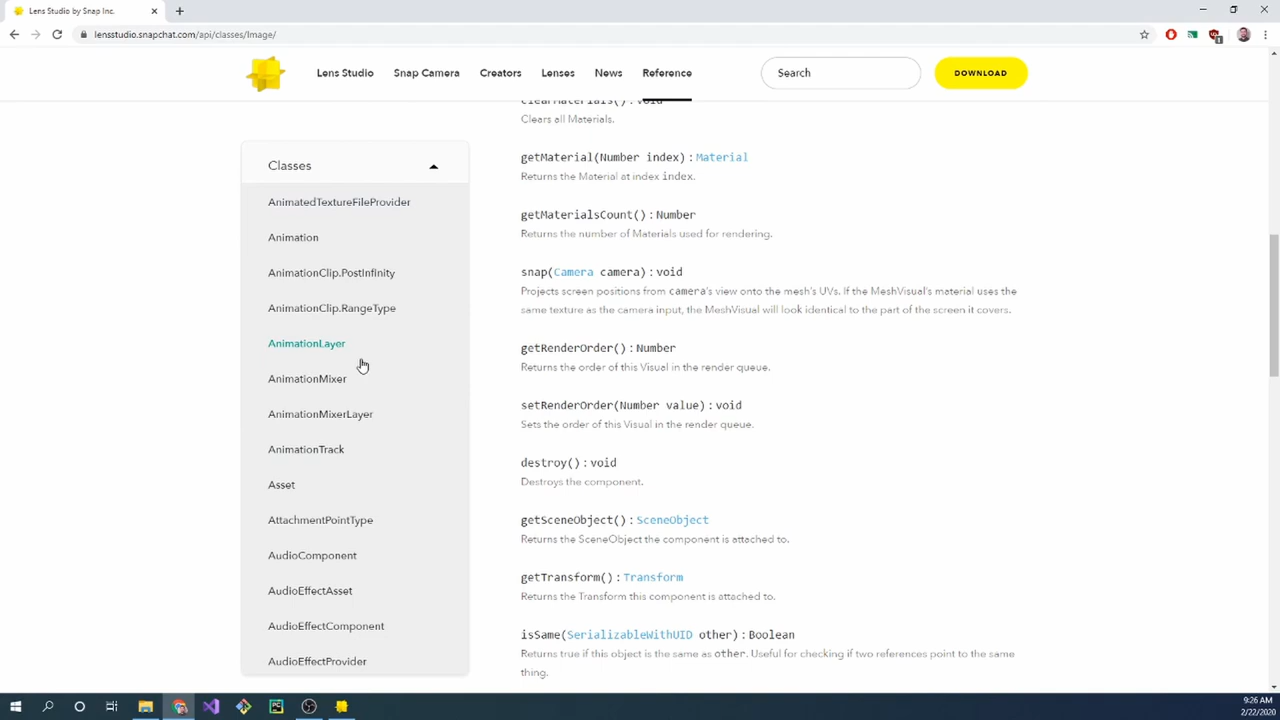 Lens Studio by Snap Inc.
lensstudio.snapchat.com/api/classes/Image/
Lens Studio
Snap Camera
Creators
Lenses
News
Reference
Search
DOWNLOAD
Classes
AnimatedTextureFileProvider
Animation
AnimationClip.PostInfinity
AnimationClip.RangeType
AnimationLayer
AnimationMixer
AnimationMixerLayer
AnimationTrack
Asset
AttachmentPointType
AudioComponent
AudioEffectAsset
AudioEffectComponent
AudioEffectProvider
clearMaterials():void
Clears all Materials.
getMaterial(Number index):Material
Returns the Material at index index.
getMaterialsCount():Number
Returns the number of Materials used for rendering.
snap(Camera camera):void
Projects screen positions from camera's view onto the mesh's UVs. If the MeshVisual's material uses the
same texture as the camera input, the MeshVisual will look identical to the part of the screen it covers.
getRenderOrder():Number
Returns the order of this Visual in the render queue.
setRenderOrder(Number value):void
Sets the order of this Visual in the render queue.
destroy():void
Destroys the component.
getSceneObject():SceneObject
Returns the SceneObject the component is attached to.
getTransform():Transform
Returns the Transform this component is attached to.
isSame(SerializableWithUID other):Boolean
Returns true if this object is the same as other. Useful for checking if two references point to the same
thing.
9:26 AM
2/22/2020